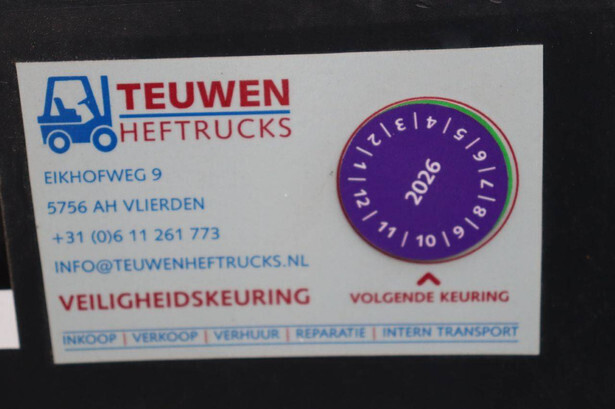 TEUWEN
HEFTRUCKS
EIKHOFWEG 9
5756 AH VLIERDEN
+31 (0)6 11 261 773
INFO@TEUWENHEFTRUCKS.NL
VEILIGHEIDSKEURING
1 | 2 | 3 | 4 | 5 | 6 | 7 | 8 | 9 | 10 | 11 | 12
2026
VOLGENDE KEURING
INKOOP | VERKOOP | VERHUUR | REPARATIE | INTERN TRANSPORT